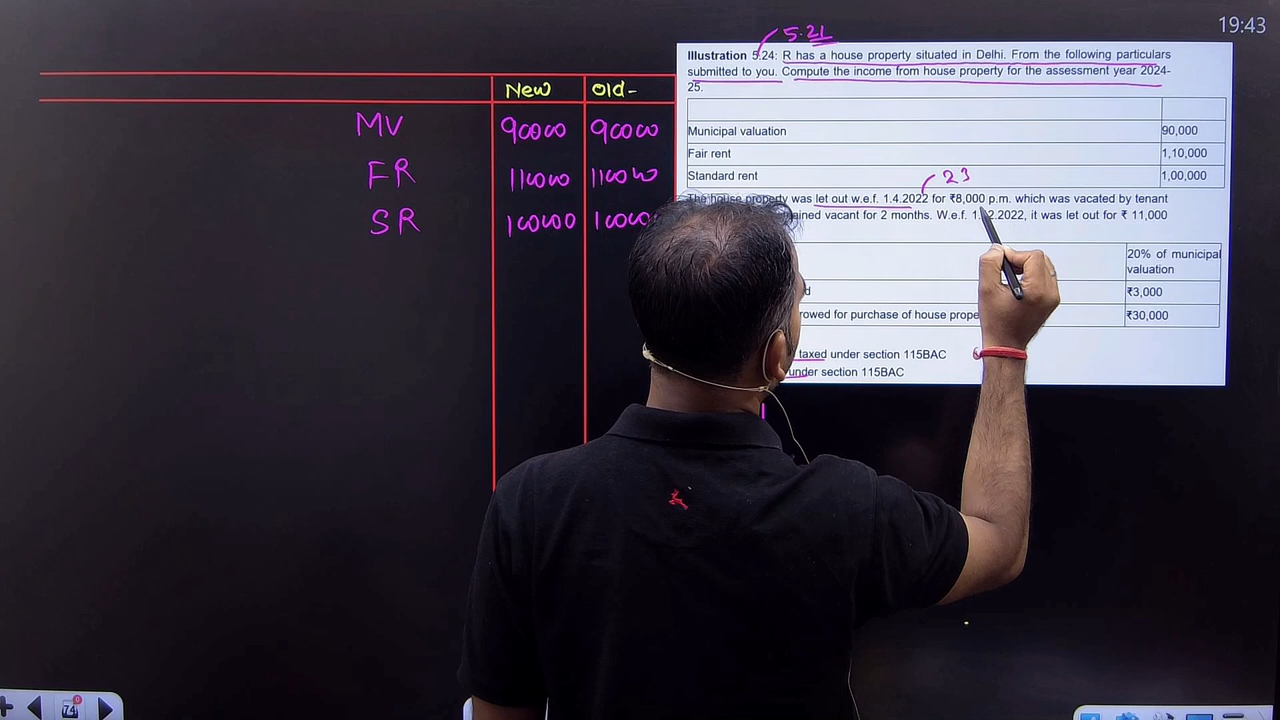 19:43
5.21
Illustration 5.24: R has a house property situated in Delhi. From the following particulars
submitted to you. Compute the income from house property for the assessment year 2024-
25.
Municipal valuation 90,000
Fair rent 1,10,000
Standard rent 1,00,000
23
The house property was let out w.e.f. 1.4.2022 for ₹8,000 p.m. which was vacated by tenant
vacant for 2 months. W.e.f. it was let out for ₹ 11,000
20% of municipal
valuation
₹3,000
for purchase of house ₹30,000
taxed under section 115BAC
under section 115BAC
New Old-
MV 90000 90000
FR 110000 110000
SR 100000
74